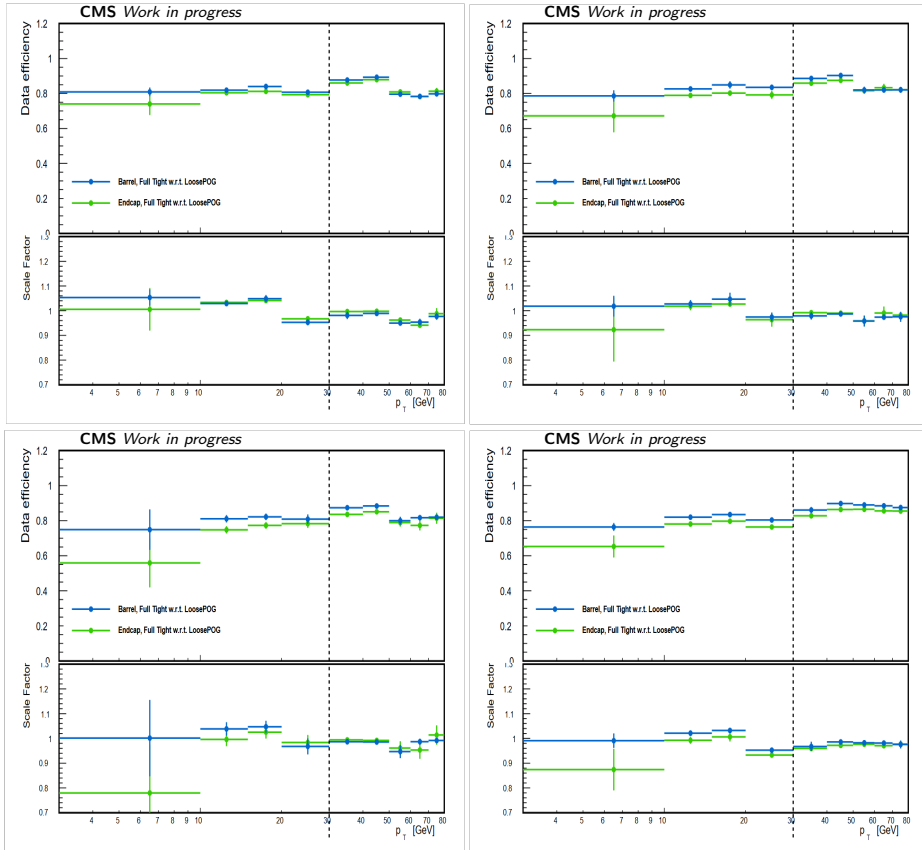 CMS Work in progress
Data efficiency
1.2
1
0.8
0.6
0.4
0.2
0
Barrel, Full Tight w.r.t. LoosePOG
Endcap, Full Tight w.r.t. LoosePOG
Scale Factor
1.3
1.2
1.1
1
0.9
0.8
0.7
4 5 6 7 8 9 10 20 30 40 50 60 70 80
p_T [GeV]
CMS Work in progress
Data efficiency
1.2
1
0.8
0.6
0.4
0.2
0
Barrel, Full Tight w.r.t. LoosePOG
Endcap, Full Tight w.r.t. LoosePOG
Scale Factor
1.3
1.2
1.1
1
0.9
0.8
0.7
4 5 6 7 8 9 10 20 30 40 50 60 70 80
p_T [GeV]
CMS Work in progress
Data efficiency
1.2
1
0.8
0.6
0.4
0.2
0
Barrel, Full Tight w.r.t. LoosePOG
Endcap, Full Tight w.r.t. LoosePOG
Scale Factor
1.3
1.2
1.1
1
0.9
0.8
0.7
4 5 6 7 8 9 10 20 30 40 50 60 70 80
p_T [GeV]
CMS Work in progress
Data efficiency
1.2
1
0.8
0.6
0.4
0.2
0
Barrel, Full Tight w.r.t. LoosePOG
Endcap, Full Tight w.r.t. LoosePOG
Scale Factor
1.3
1.2
1.1
1
0.9
0.8
0.7
4 5 6 7 8 9 10 20 30 40 50 60 70 80
p_T [GeV]